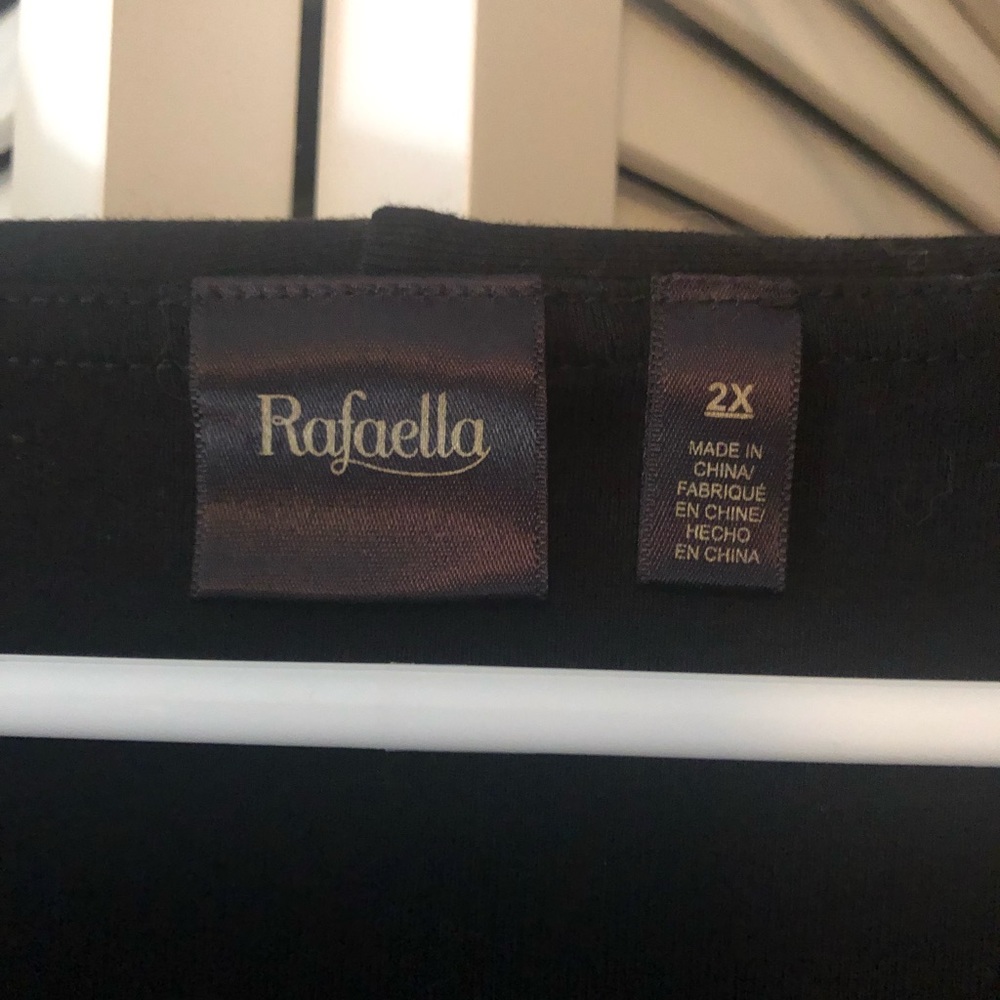 Rafaella
2X
MADE IN
CHINA/
FABRIQUÉ
EN CHINE/
HECHO
EN CHINA